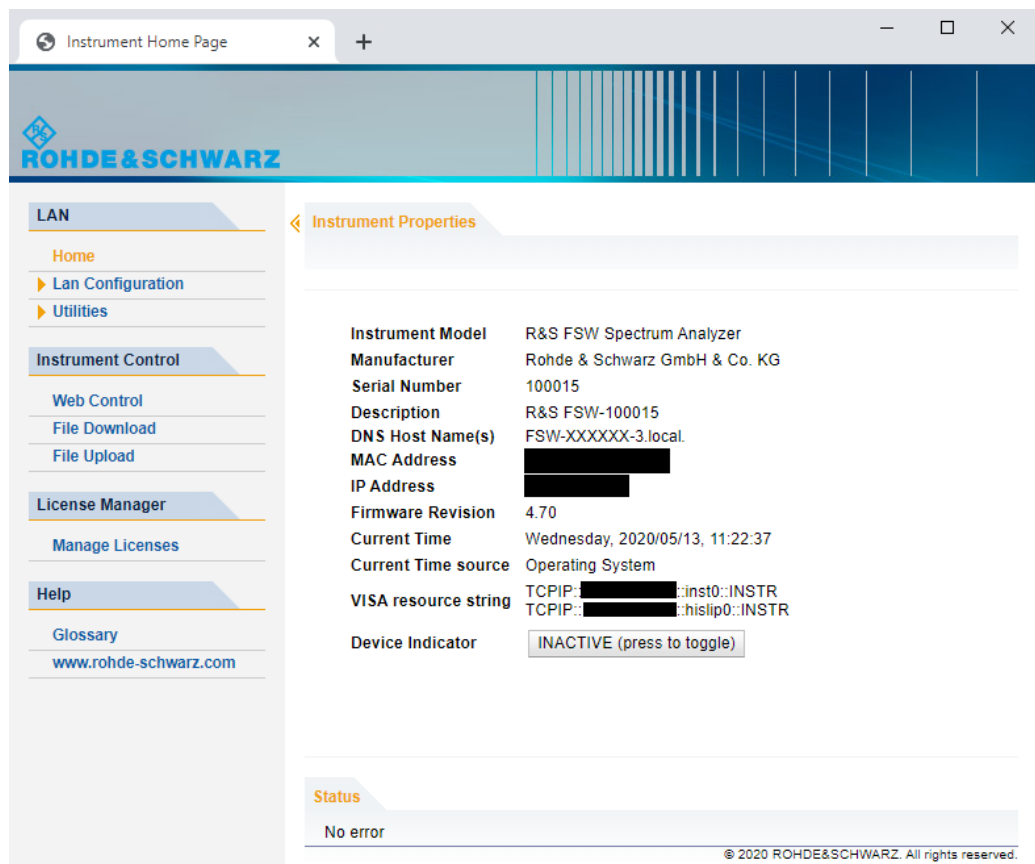 Instrument Home Page
R&S
ROHDE&SCHWARZ
LAN
Home
Lan Configuration
Utilities
Instrument Control
Web Control
File Download
File Upload
License Manager
Manage Licenses
Help
Glossary
www.rohde-schwarz.com
Instrument Properties
Instrument Model R&S FSW Spectrum Analyzer
Manufacturer Rohde & Schwarz GmbH & Co. KG
Serial Number 100015
Description R&S FSW-100015
DNS Host Name(s) FSW-XXXXXX-3.local.
MAC Address
IP Address
Firmware Revision 4.70
Current Time Wednesday, 2020/05/13, 11:22:37
Current Time source Operating System
VISA resource string TCPIP:: ::inst0::INSTR
TCPIP:: ::hislip0::INSTR
Device Indicator INACTIVE (press to toggle)
Status
No error
© 2020 ROHDE&SCHWARZ. All rights reserved.